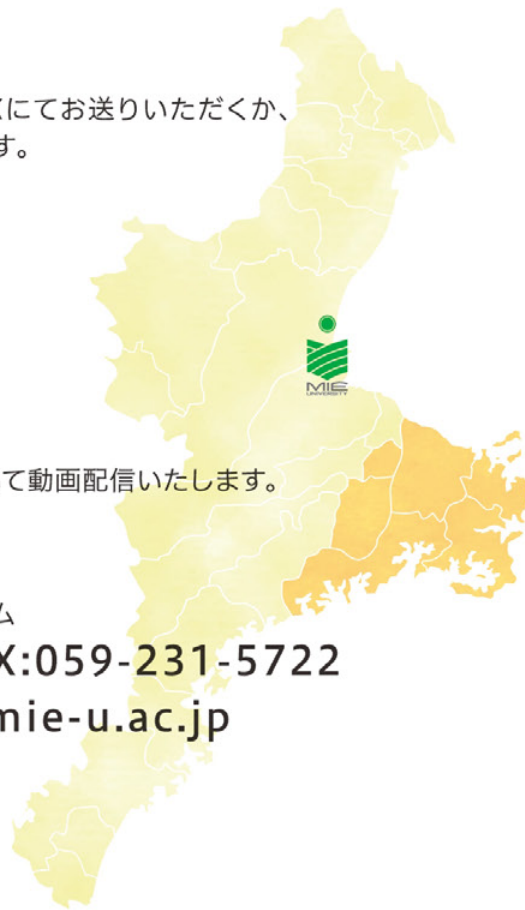 にてお送りいただくか、
す。
MIE
UNIVERSITY
て動画配信いたします。
ム
X:059-231-5722
mie-u.ac.jp